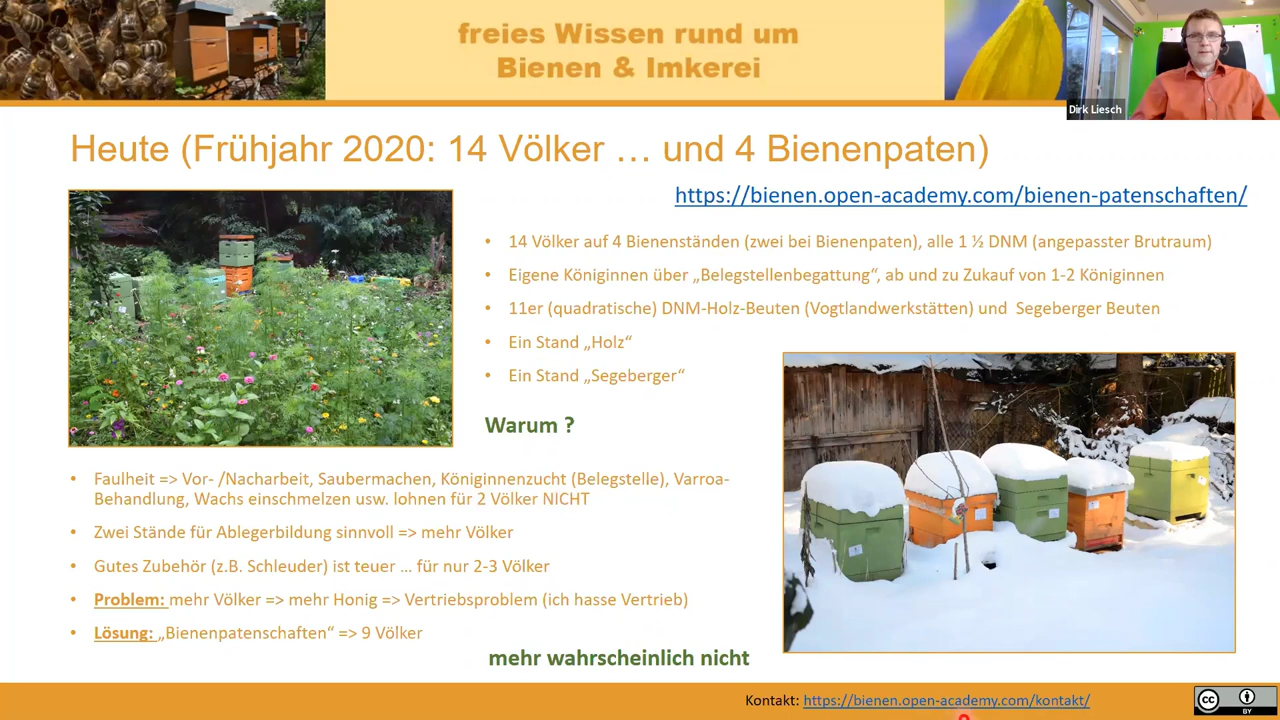 freies Wissen rund um
Bienen & Imkerei
Dirk Liesch
Heute (Frühjahr 2020: 14 Völker … und 4 Bienenpaten)
https://bienen.open-academy.com/bienen-patenschaften/
• 14 Völker auf 4 Bienenständen (zwei bei Bienenpaten), alle 1 ½ DNM (angepasster Brutraum)
• Eigene Königinnen über „Belegstellenbegattung“, ab und zu Zukauf von 1-2 Königinnen
• 11er (quadratische) DNM-Holz-Beuten (Vogtlandwerkstätten) und Segeberger Beuten
• Ein Stand „Holz“
• Ein Stand „Segeberger“
Warum ?
• Faulheit => Vor- /Nacharbeit, Saubermachen, Königinnenzucht (Belegstelle), Varroa-
Behandlung, Wachs einschmelzen usw. lohnen für 2 Völker NICHT
• Zwei Stände für Ablegerbildung sinnvoll => mehr Völker
• Gutes Zubehör (z.B. Schleuder) ist teuer … für nur 2-3 Völker
• Problem: mehr Völker => mehr Honig => Vertriebsproblem (ich hasse Vertrieb)
• Lösung: „Bienenpatenschaften“ => 9 Völker
mehr wahrscheinlich nicht
Kontakt: https://bienen.open-academy.com/kontakt/
cc
BY